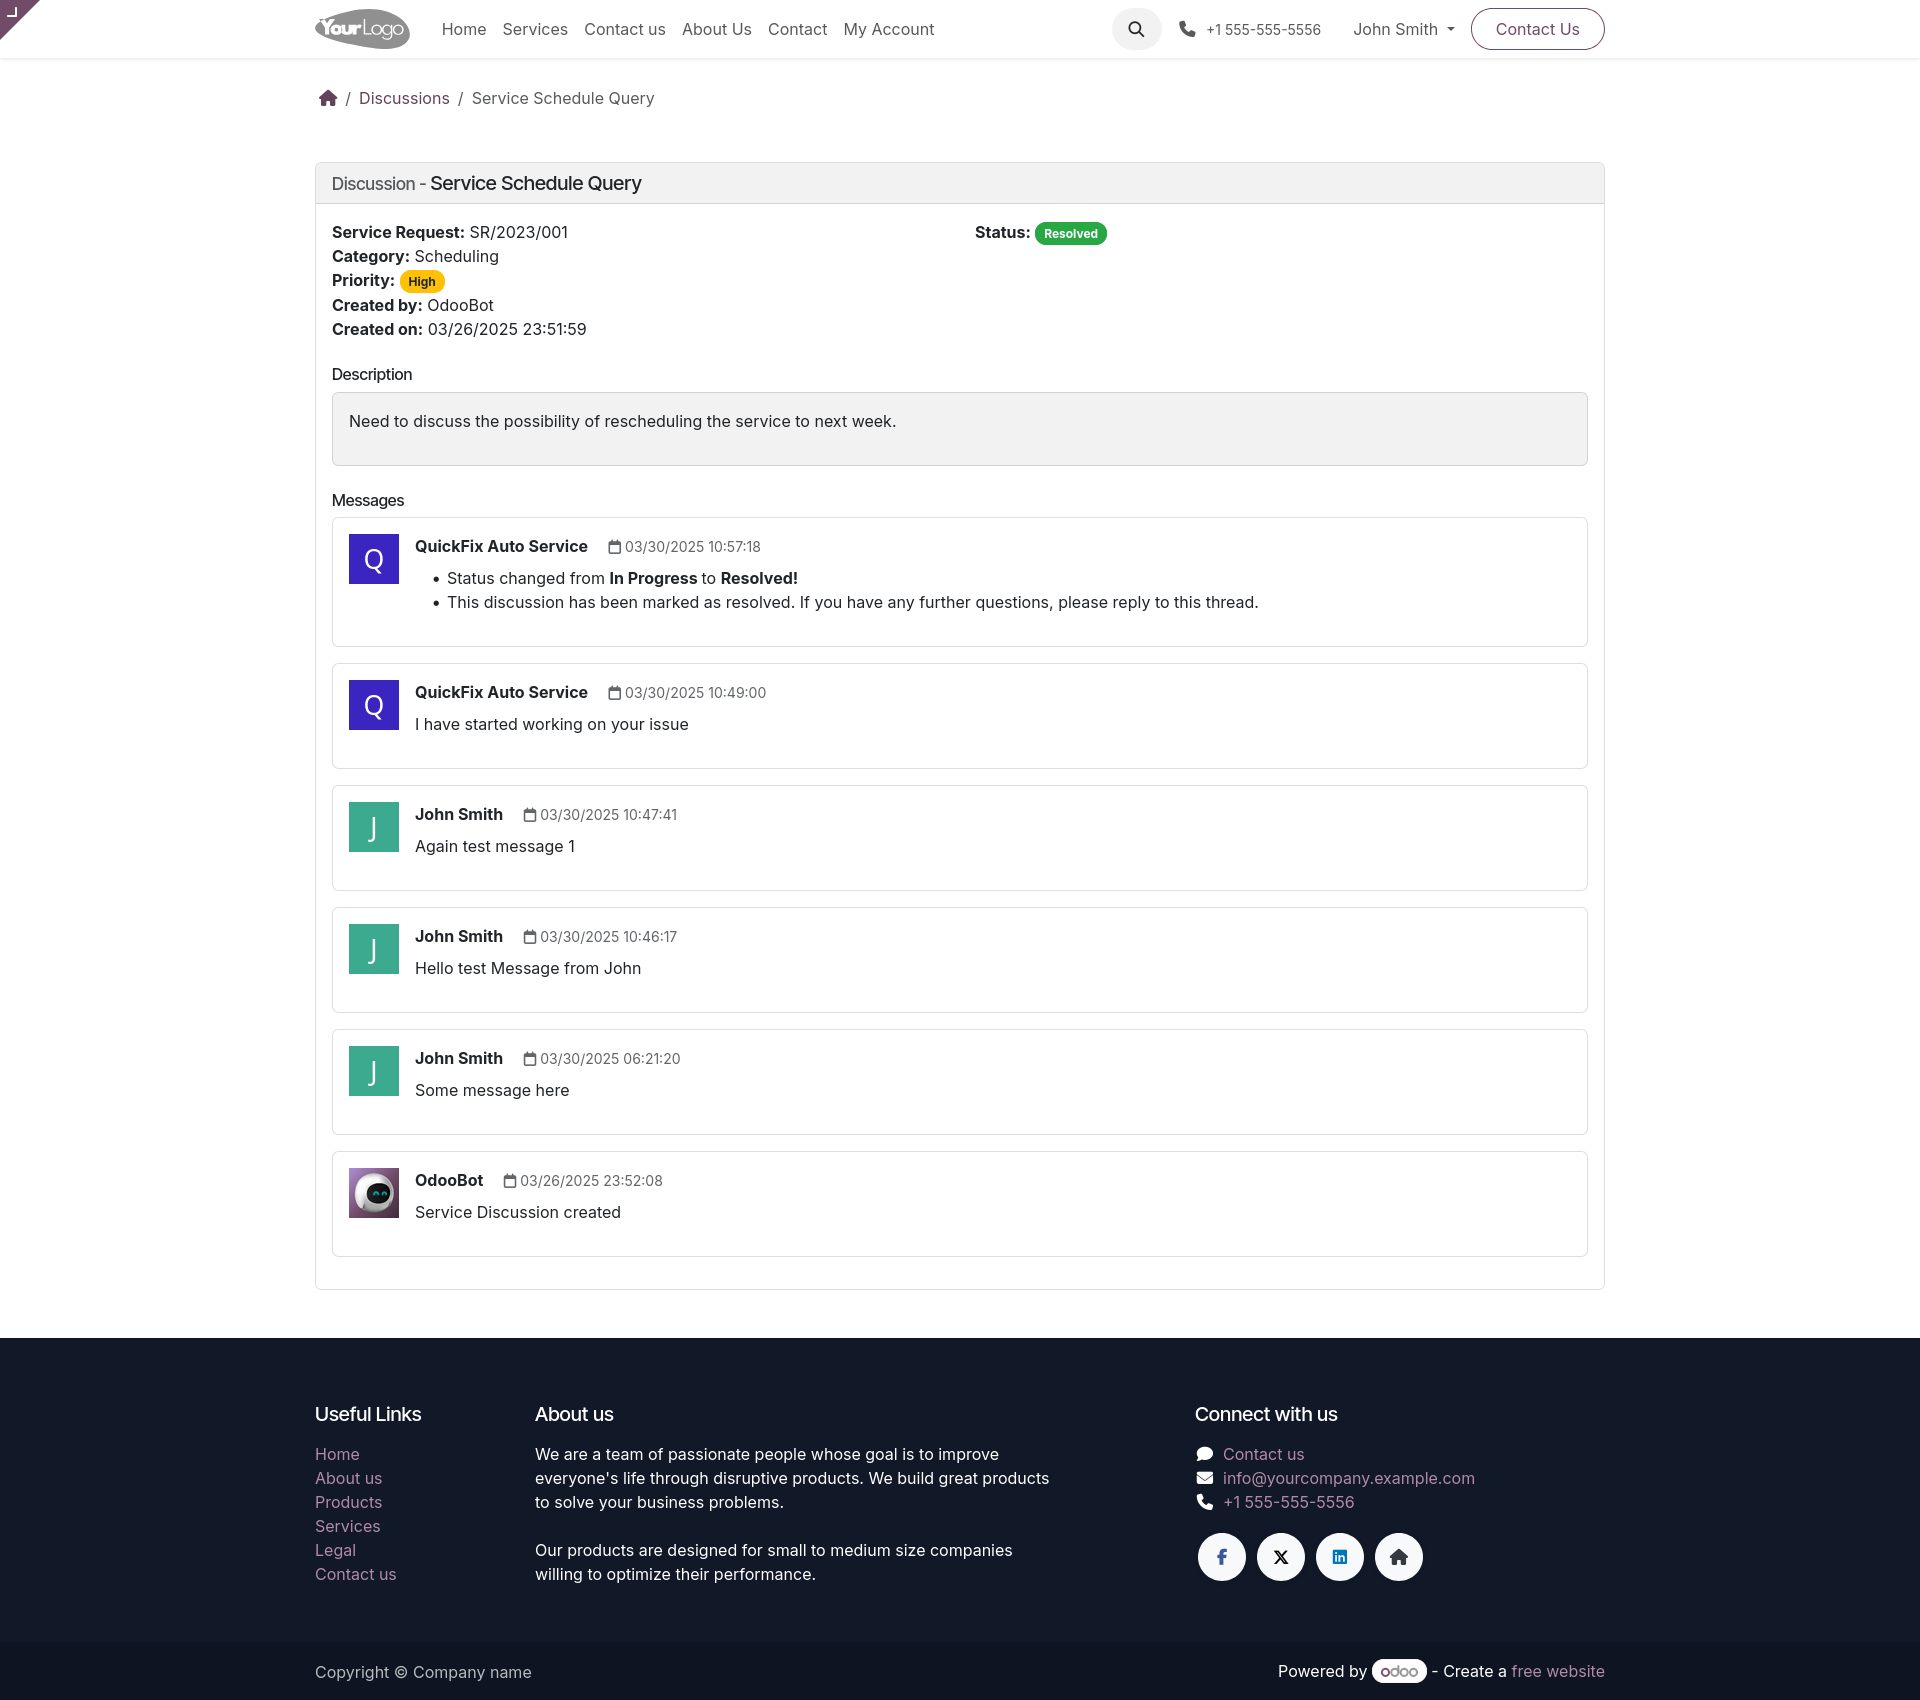 YourLogo Home Services Contact us About Us Contact My Account +1 555-555-5556 John Smith Contact Us
/ Discussions / Service Schedule Query
Discussion - Service Schedule Query
Service Request: SR/2023/001
Status: Resolved
Category: Scheduling
Priority: High
Created by: OdooBot
Created on: 03/26/2025 23:51:59
Description
Need to discuss the possibility of rescheduling the service to next week.
Messages
Q
QuickFix Auto Service 03/30/2025 10:57:18
• Status changed from In Progress to Resolved!
• This discussion has been marked as resolved. If you have any further questions, please reply to this thread.
Q
QuickFix Auto Service 03/30/2025 10:49:00
I have started working on your issue
J
John Smith 03/30/2025 10:47:41
Again test message 1
J
John Smith 03/30/2025 10:46:17
Hello test Message from John
J
John Smith 03/30/2025 06:21:20
Some message here
OdooBot 03/26/2025 23:52:08
Service Discussion created
Useful Links
Home
About us
Products
Services
Legal
Contact us
About us
We are a team of passionate people whose goal is to improve
everyone's life through disruptive products. We build great products
to solve your business problems.
Our products are designed for small to medium size companies
willing to optimize their performance.
Connect with us
Contact us
info@yourcompany.example.com
+1 555-555-5556
Copyright © Company name
Powered by odoo - Create a free website